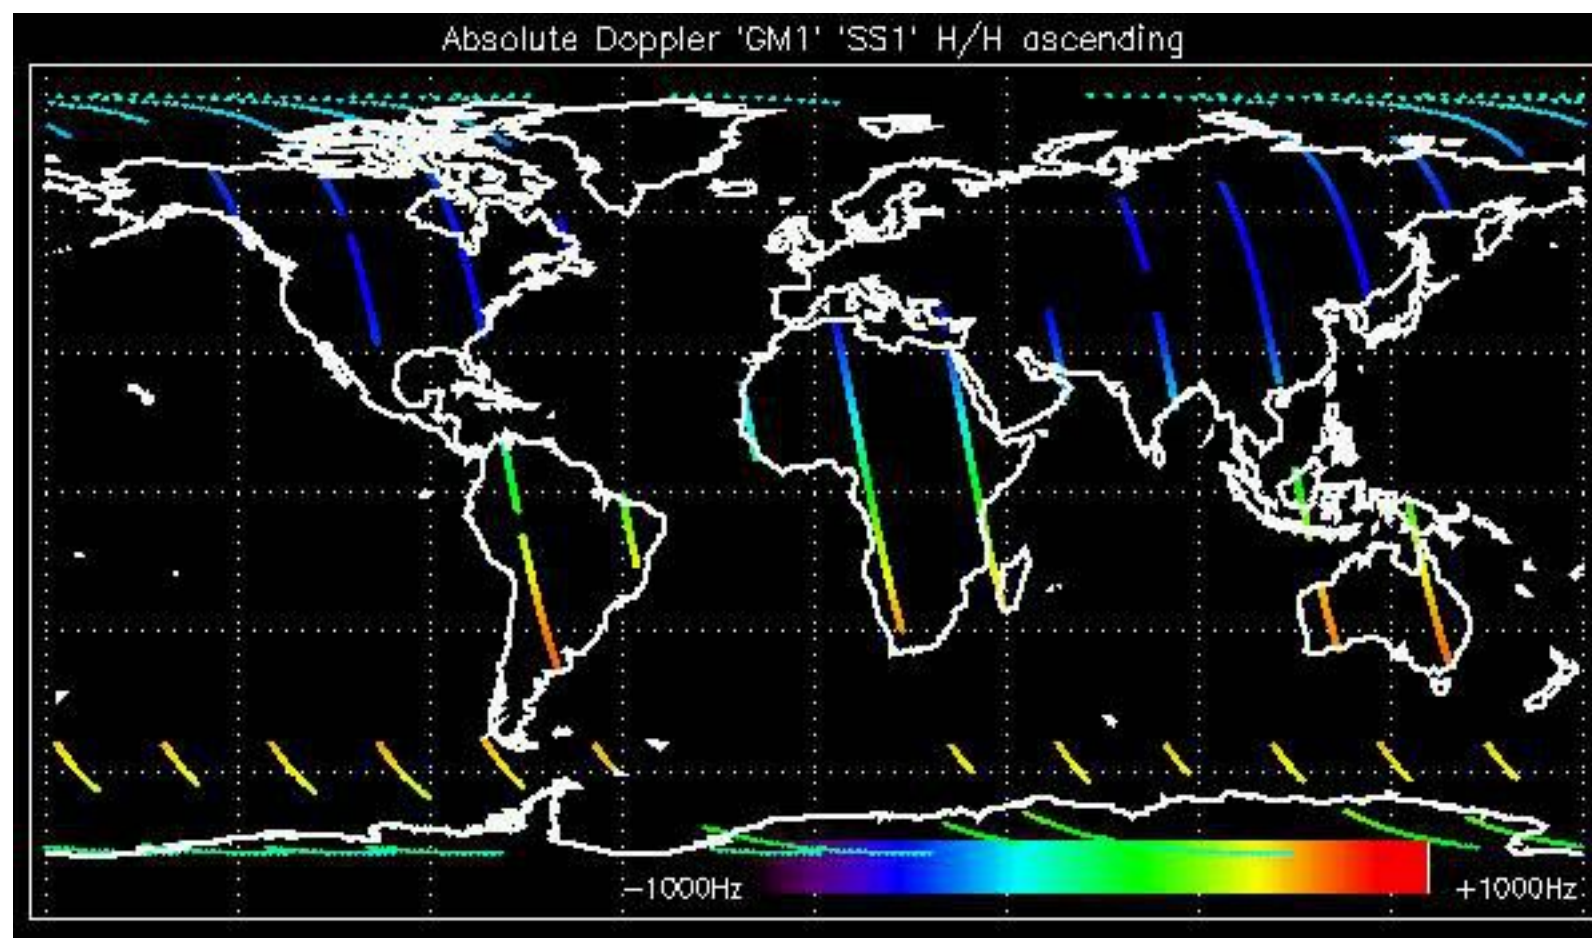 Absolute Doppler 'GM1' 'SS1' H/H ascending
-1000Hz
+1000Hz